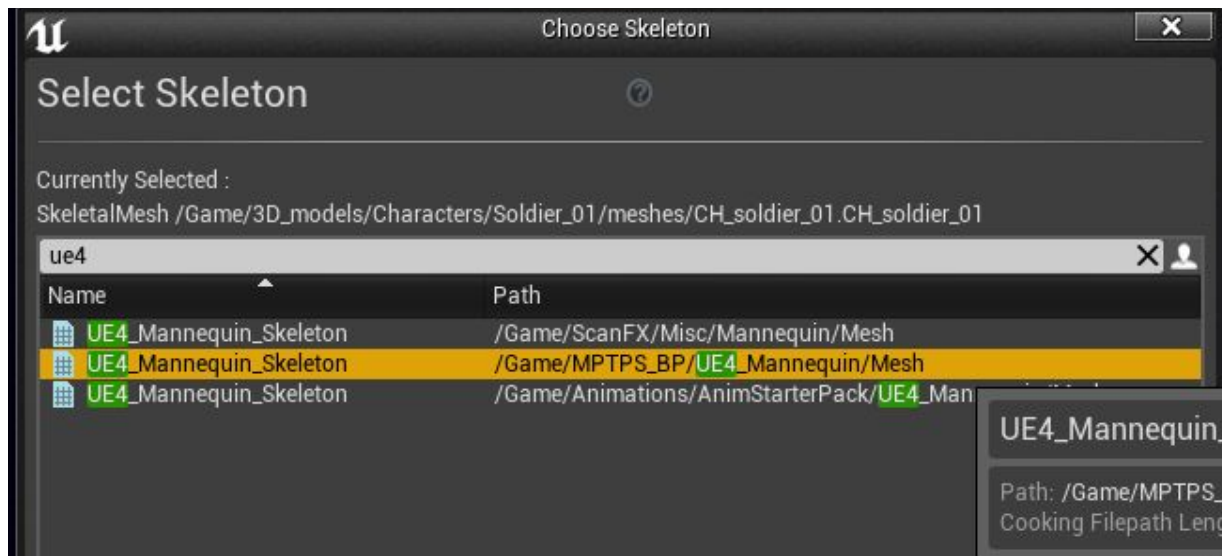 Choose Skeleton
Select Skeleton
Currently Selected :
SkeletalMesh /Game/3D_models/Characters/Soldier_01/meshes/CH_soldier_01.CH_soldier_01
ue4
Name Path
UE4_Mannequin_Skeleton /Game/ScanFX/Misc/Mannequin/Mesh
UE4_Mannequin_Skeleton /Game/MPTPS_BP/UE4_Mannequin/Mesh
UE4_Mannequin_Skeleton /Game/Animations/AnimStarterPack/UE4_Man
UE4_Mannequin_
Path: /Game/MPTPS_
Cooking Filepath Leng